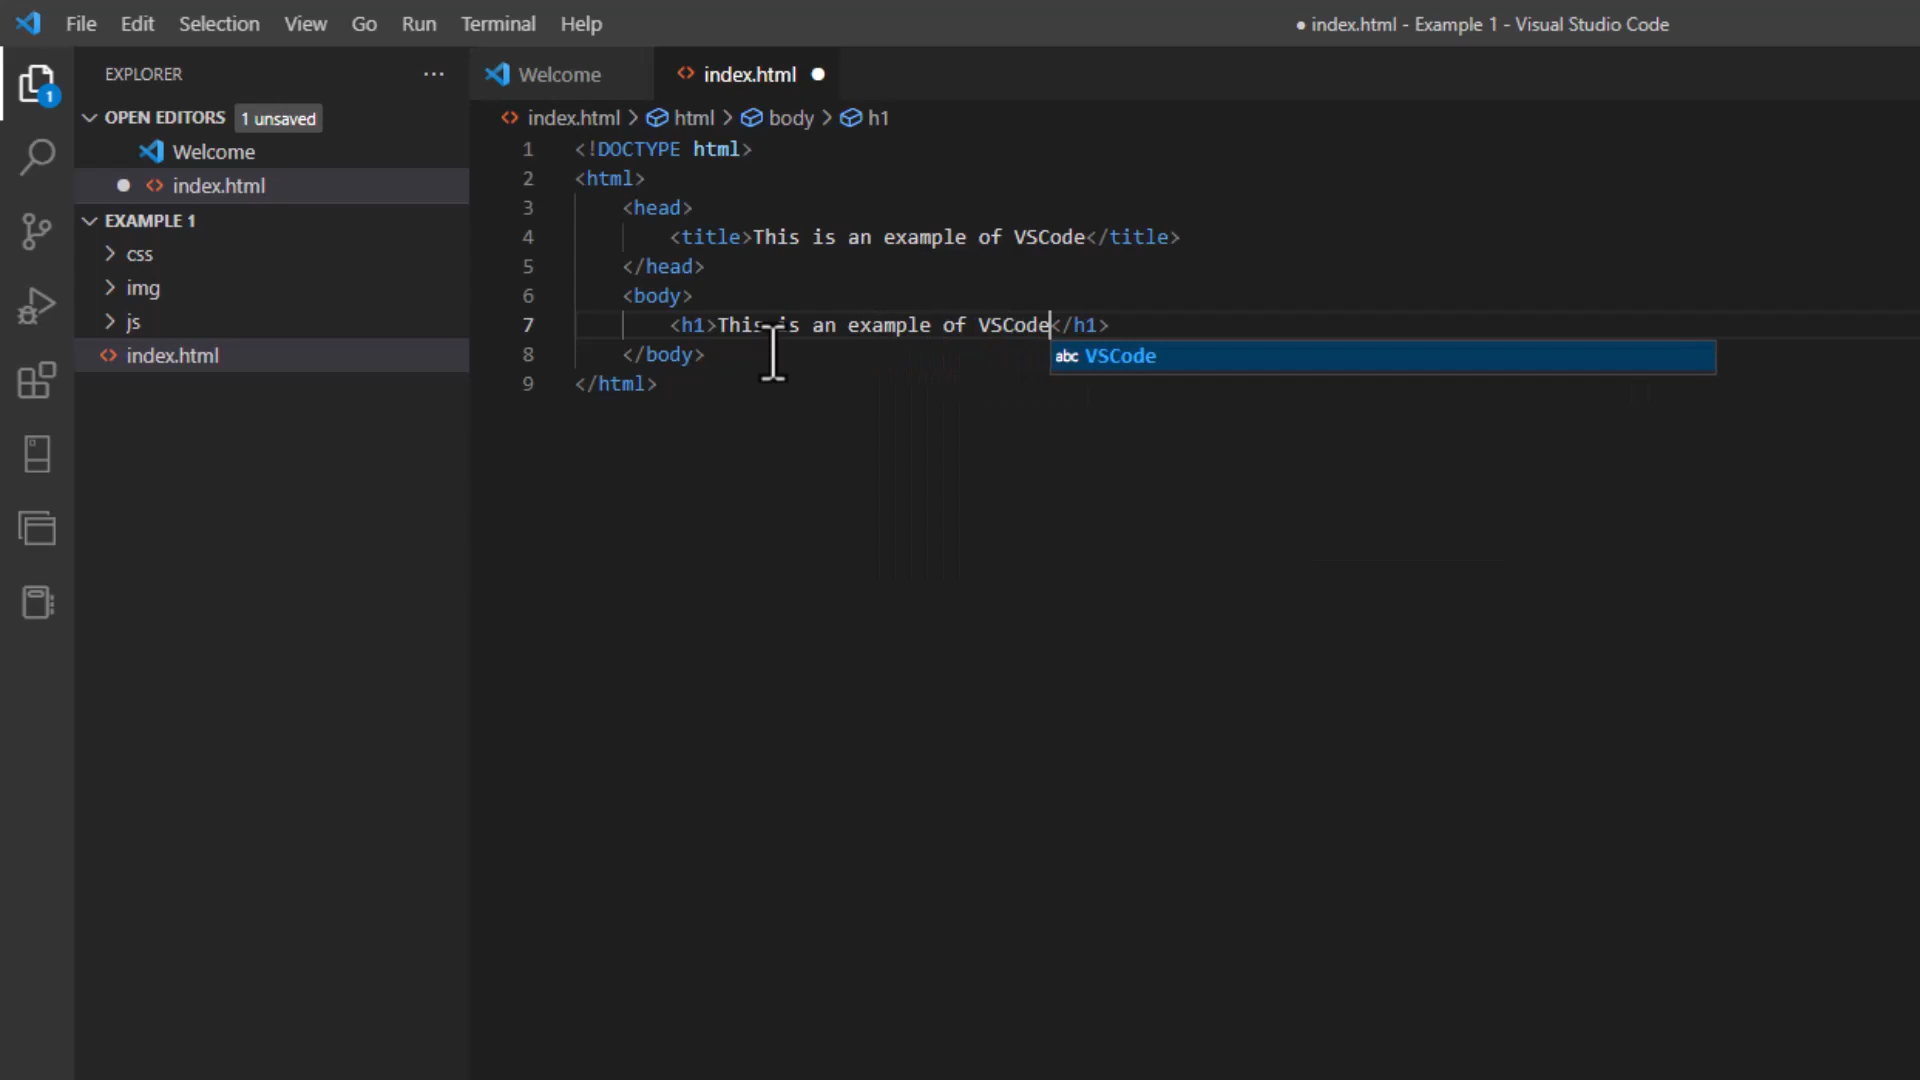 File Edit Selection View Go Run Terminal Help
● index.html - Example 1 - Visual Studio Code
EXPLORER
1
OPEN EDITORS 1 unsaved
Welcome
index.html
EXAMPLE 1
css
img
js
index.html
Welcome
index.html
index.html > html > body > h1
1 <!DOCTYPE html>
2 <html>
3 <head>
4 <title>This is an example of VSCode</title>
5 </head>
6 <body>
7 <h1>This is an example of VSCode</h1>
8 </body>
abc VSCode
9 </html>